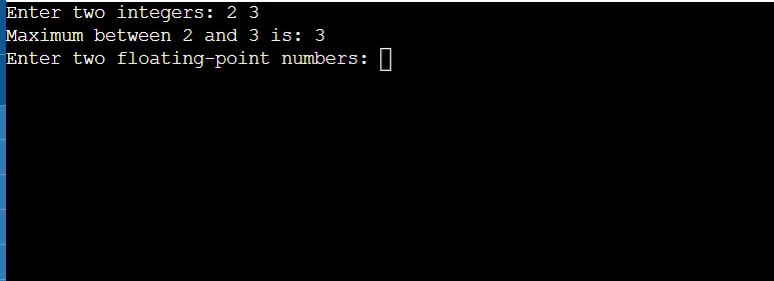 Enter two integers: 2 3
Maximum between 2 and 3 is: 3
Enter two floating-point numbers: